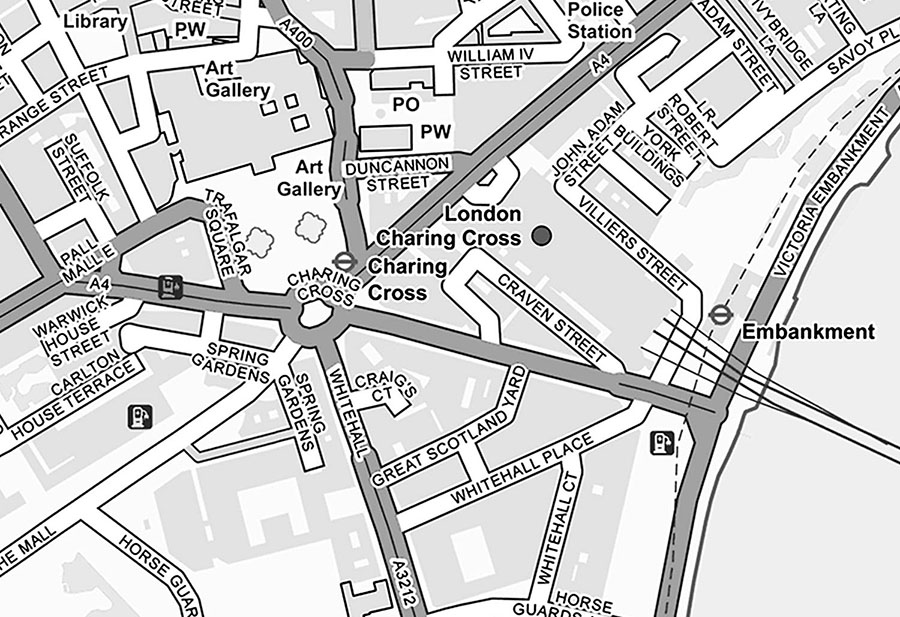 Library
STREET
PW
A400
Police
Station
ADAM STREET
IVYBRIDGE
LA
TING
LA
SAVOY PL
WILLIAM IV
STREET
A4
Art
Gallery
RANGE STREET
PO
PW
SUFFOLK
STREET
Art
Gallery
DUNCANNON
STREET
JOHN ADAM
STREET
LR
ROBERT
STREET
YORK
BUILDINGS
VICTORIA EMBANKMENT
TRAFALGAR
SQUARE
London
Charing Cross
VILLIERS STREET
PALL
MALL E
A4
CHARING
CROSS
Charing
Cross
CRAVEN STREET
Embankment
WARWICK
HOUSE
STREET
CARLTON
HOUSE TERRACE
SPRING
GARDENS
SPRING
GARDENS
WHITEHALL
CRAIG'S
CT
GREAT SCOTLAND YARD
WHITEHALL PLACE
WHITEHALL CT
HE MALL
HORSE GUAR
A3212
HORSE
GUARDS